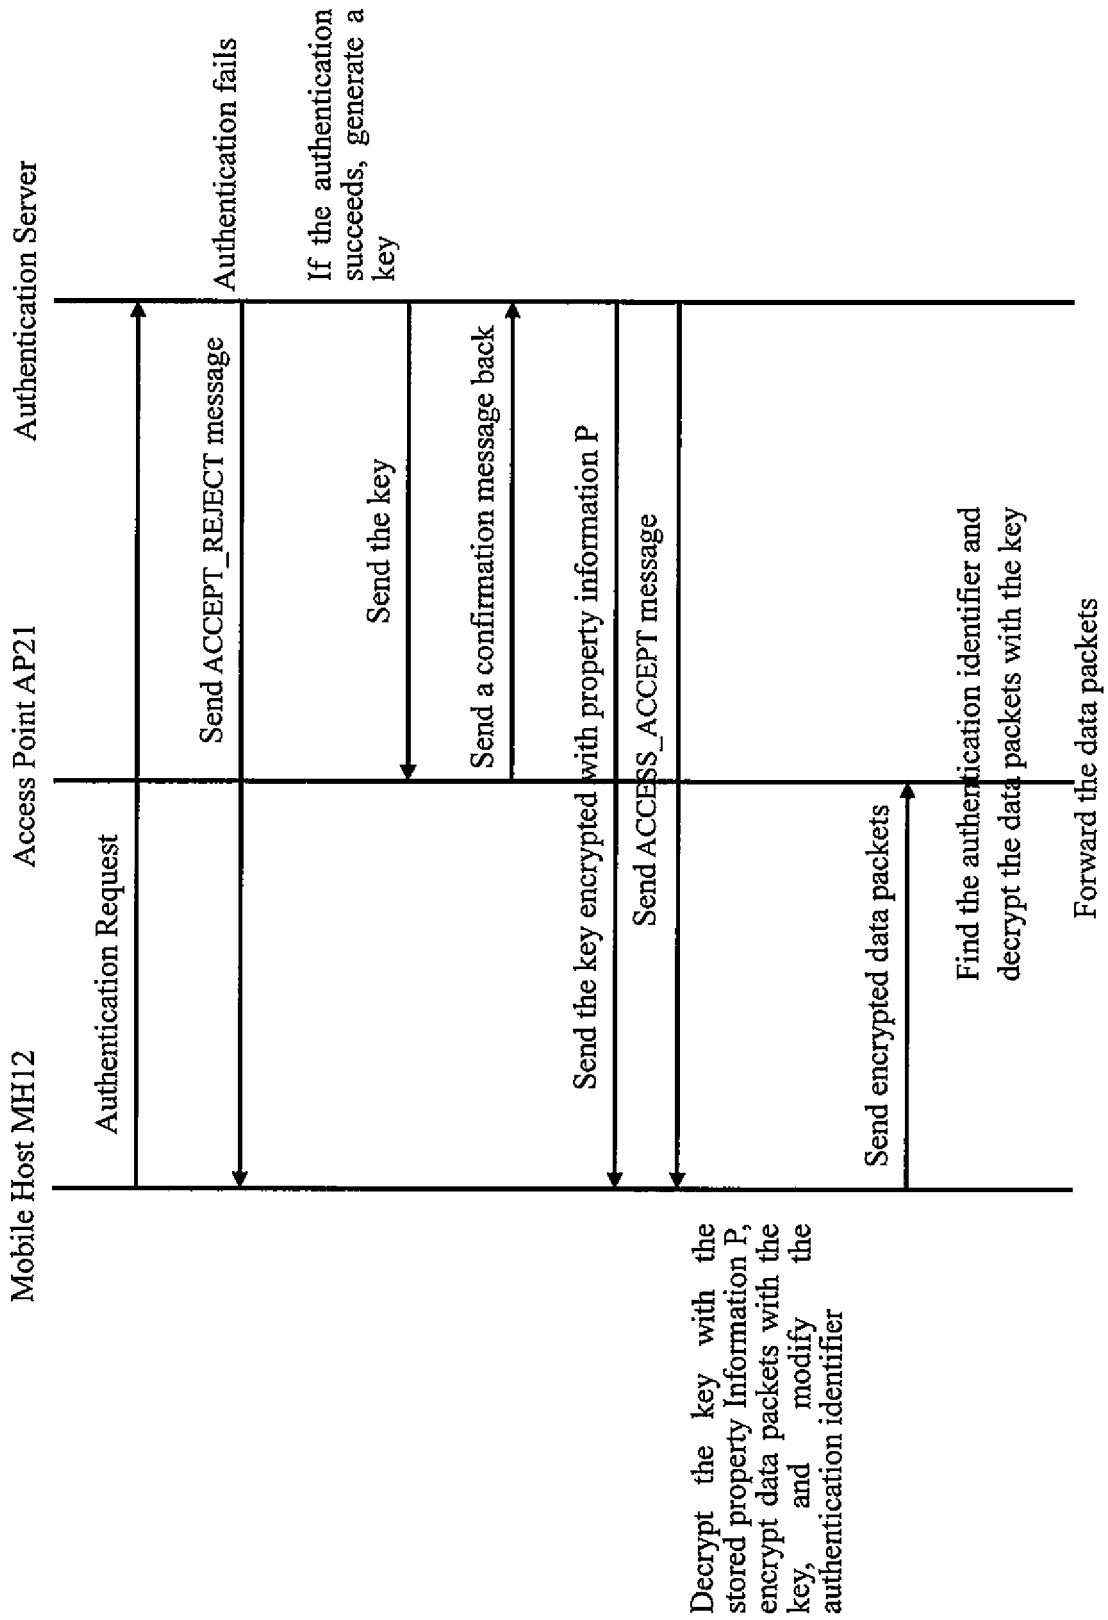 Mobile Host MH12
Access Point AP21
Authentication Server
Authentication Request
Send ACCEPT_REJECT message
Authentication fails
If the authentication
succeeds, generate a
key
Send the key
Send a confirmation message back
Send the key encrypted with property information P
Send ACCESS_ACCEPT message
Decrypt the key with the
stored property Information P,
encrypt data packets with the
key, and modify the
authentication identifier
Send encrypted data packets
Find the authentication identifier and
decrypt the data packets with the key
Forward the data packets